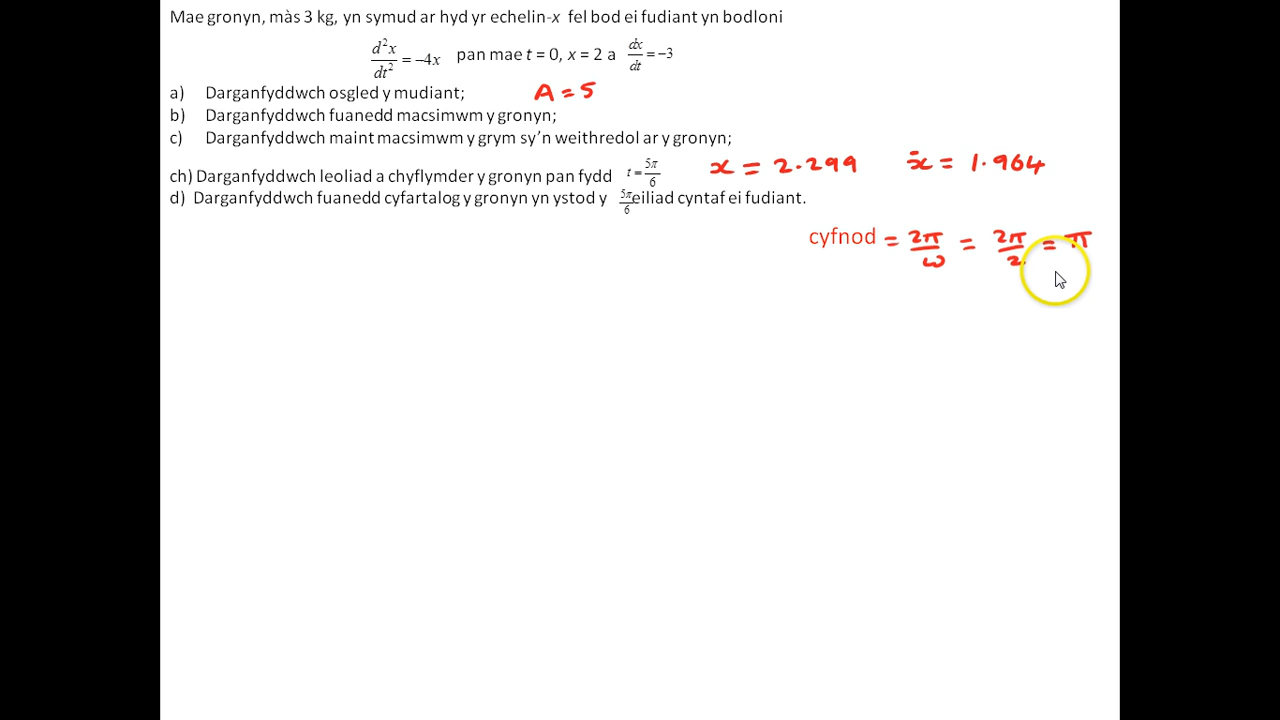 Mae gronyn, màs 3 kg, yn symud ar hyd yr echelin-x fel bod ei fudiant yn bodloni
d²x/dt² = –4x pan mae t = 0, x = 2 a dx/dt = –3
a) Darganfyddwch osgled y mudiant; A = 5
b) Darganfyddwch fuanedd macsimwm y gronyn;
c) Darganfyddwch maint macsimwm y grym sy'n weithredol ar y gronyn;
ch) Darganfyddwch leoliad a chyflymder y gronyn pan fydd t = 5π/6 x = 2.299 ẋ = 1.964
d) Darganfyddwch fuanedd cyfartalog y gronyn yn ystod y 5π/6 eiliad cyntaf ei fudiant.
cyfnod = 2π/ω = 2π/2 = π